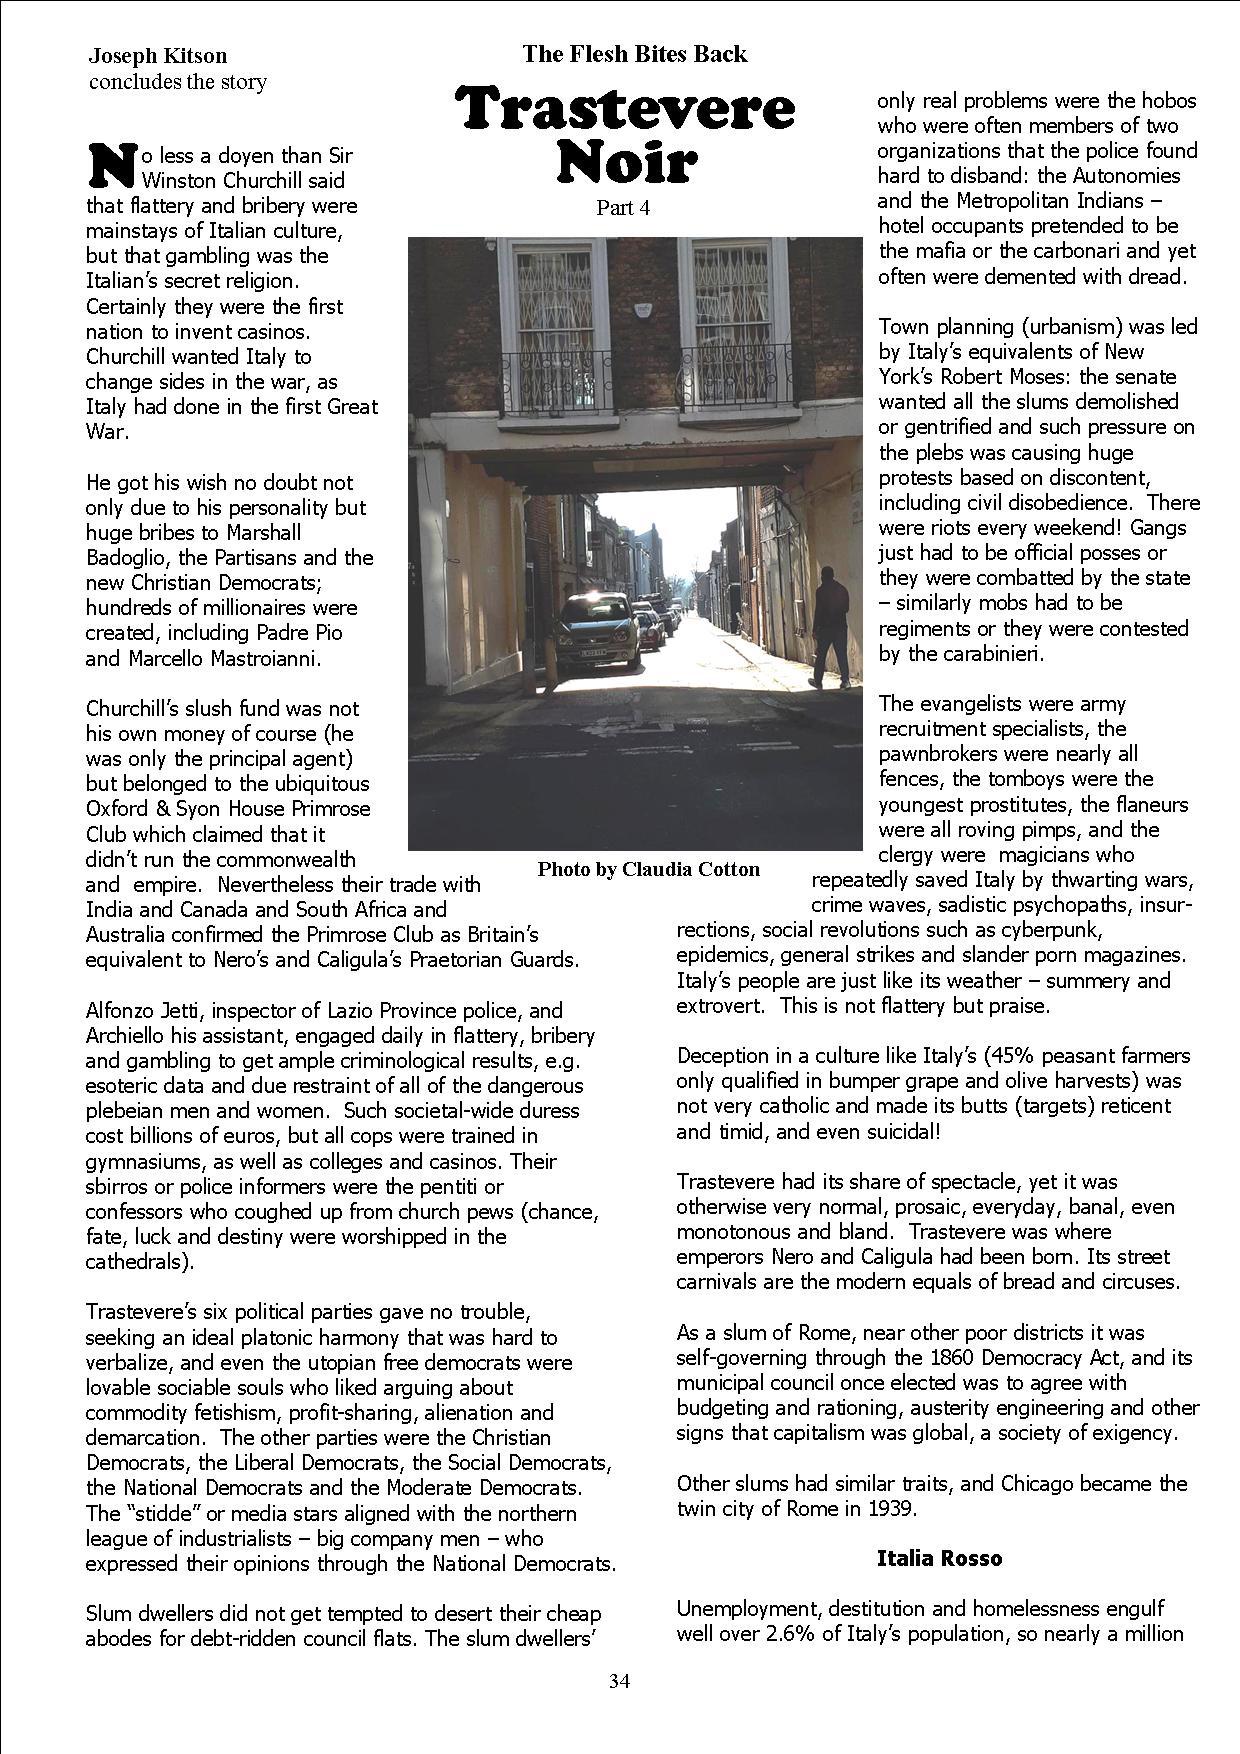 Joseph Kitson
concludes the story
The Flesh Bites Back
Trastevere
Noir
Part 4
No less a doyen than Sir
Winston Churchill said
that flattery and bribery were
mainstays of Italian culture,
but that gambling was the
Italian's secret religion.
Certainly they were the first
nation to invent casinos.
Churchill wanted Italy to
change sides in the war, as
Italy had done in the first Great
War.
He got his wish no doubt not
only due to his personality but
huge bribes to Marshall
Badoglio, the Partisans and the
new Christian Democrats;
hundreds of millionaires were
created, including Padre Pio
and Marcello Mastroianni.
Churchill's slush fund was not
his own money of course (he
was only the principal agent)
but belonged to the ubiquitous
Oxford & Syon House Primrose
Club which claimed that it
didn't run the commonwealth
and  empire.  Nevertheless their trade with
India and Canada and South Africa and
Australia confirmed the Primrose Club as Britain's
equivalent to Nero's and Caligula's Praetorian Guards.
Alfonzo Jetti, inspector of Lazio Province police, and
Archiello his assistant, engaged daily in flattery, bribery
and gambling to get ample criminological results, e.g.
esoteric data and due restraint of all of the dangerous
plebeian men and women.  Such societal-wide duress
cost billions of euros, but all cops were trained in
gymnasiums, as well as colleges and casinos. Their
sbirros or police informers were the pentiti or
confessors who coughed up from church pews (chance,
fate, luck and destiny were worshipped in the
cathedrals).
Trastevere's six political parties gave no trouble,
seeking an ideal platonic harmony that was hard to
verbalize, and even the utopian free democrats were
lovable sociable souls who liked arguing about
commodity fetishism, profit-sharing, alienation and
demarcation.  The other parties were the Christian
Democrats, the Liberal Democrats, the Social Democrats,
the National Democrats and the Moderate Democrats.
The "stidde" or media stars aligned with the northern
league of industrialists – big company men – who
expressed their opinions through the National Democrats.
Slum dwellers did not get tempted to desert their cheap
abodes for debt-ridden council flats. The slum dwellers'
Photo by Claudia Cotton
only real problems were the hobos
who were often members of two
organizations that the police found
hard to disband: the Autonomies
and the Metropolitan Indians –
hotel occupants pretended to be
the mafia or the carbonari and yet
often were demented with dread.
Town planning (urbanism) was led
by Italy's equivalents of New
York's Robert Moses: the senate
wanted all the slums demolished
or gentrified and such pressure on
the plebs was causing huge
protests based on discontent,
including civil disobedience.  There
were riots every weekend! Gangs
just had to be official posses or
they were combatted by the state
– similarly mobs had to be
regiments or they were contested
by the carabinieri.
The evangelists were army
recruitment specialists, the
pawnbrokers were nearly all
fences, the tomboys were the
youngest prostitutes, the flaneurs
were all roving pimps, and the
clergy were  magicians who
repeatedly saved Italy by thwarting wars,
crime waves, sadistic psychopaths, insur-
rections, social revolutions such as cyberpunk,
epidemics, general strikes and slander porn magazines.
Italy's people are just like its weather – summery and
extrovert.  This is not flattery but praise.
Deception in a culture like Italy's (45% peasant farmers
only qualified in bumper grape and olive harvests) was
not very catholic and made its butts (targets) reticent
and timid, and even suicidal!
Trastevere had its share of spectacle, yet it was
otherwise very normal, prosaic, everyday, banal, even
monotonous and bland.  Trastevere was where
emperors Nero and Caligula had been born. Its street
carnivals are the modern equals of bread and circuses.
As a slum of Rome, near other poor districts it was
self-governing through the 1860 Democracy Act, and its
municipal council once elected was to agree with
budgeting and rationing, austerity engineering and other
signs that capitalism was global, a society of exigency.
Other slums had similar traits, and Chicago became the
twin city of Rome in 1939.
Italia Rosso
Unemployment, destitution and homelessness engulf
well over 2.6% of Italy's population, so nearly a million
34